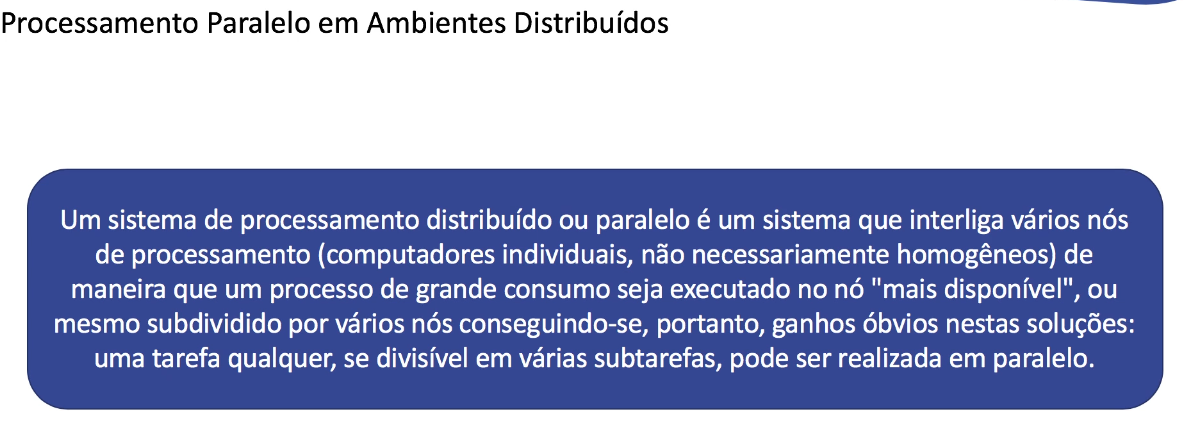 Processamento Paralelo em Ambientes Distribuídos
Um sistema de processamento distribuído ou paralelo é um sistema que interliga vários nós
de processamento (computadores individuais, não necessariamente homogêneos) de
maneira que um processo de grande consumo seja executado no nó "mais disponível", ou
mesmo subdividido por vários nós conseguindo-se, portanto, ganhos óbvios nestas soluções:
uma tarefa qualquer, se divisível em várias subtarefas, pode ser realizada em paralelo.